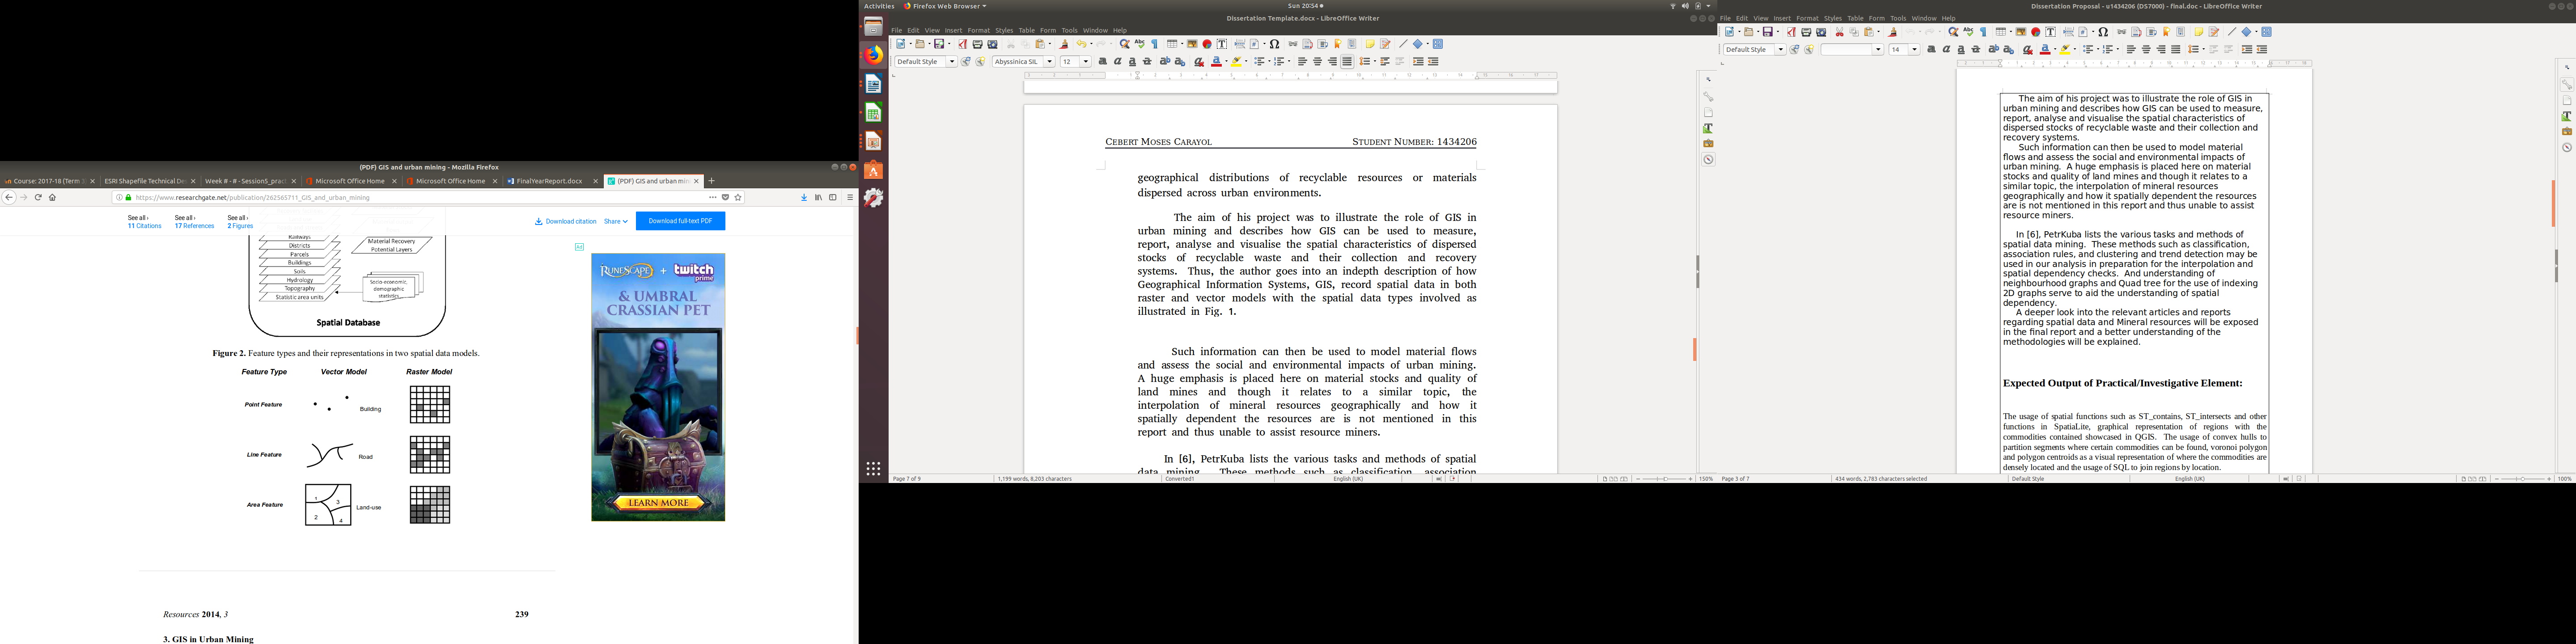 (PDF) GIS and urban mining - Mozilla Firefox
Course: 2017-18 (Term
ESRI Shapefile Technical De
Week # - # - Session5_prac
Microsoft Office Home
Microsoft Office Home
FinalYearReport.docx
(PDF) GIS and urban min
https://www.researchgate.net/publication/262565711_GIS_and_urban_mining
See all ›
11 Citations
See all ›
17 References
See all ›
2 Figures
Download citation
Share
Download full-text PDF
Railways
Districts
Parcels
Buildings
Soils
Hydrology
Topography
Statistic area units
Material Recovery
Potential Layers
Socio-economic,
demographic
statistics
Spatial Database
Figure 2. Feature types and their representations in two spatial data models.
Feature Type
Vector Model
Raster Model
Point Feature
Building
Line Feature
Road
Area Feature
1
2
3
4
Land-use
Resources 2014, 3
239
3. GIS in Urban Mining
Ad
RUNESCAPE + twitch
prime
& UMBRAL
CRASSIAN PET
LEARN MORE
Activities
Firefox Web Browser
Sun 20:54
Dissertation Template.docx - LibreOffice Writer
File Edit View Insert Format Styles Table Form Tools Window Help
Default Style
Abyssinica SIL
12
CEBERT MOSES CARAYOL
STUDENT NUMBER: 1434206
geographical distributions of recyclable resources or materials
dispersed across urban environments.
The aim of his project was to illustrate the role of GIS in
urban mining and describes how GIS can be used to measure,
report, analyse and visualise the spatial characteristics of dispersed
stocks of recyclable waste and their collection and recovery
systems. Thus, the author goes into an indepth description of how
Geographical Information Systems, GIS, record spatial data in both
raster and vector models with the spatial data types involved as
illustrated in Fig. 1.
Such information can then be used to model material flows
and assess the social and environmental impacts of urban mining.
A huge emphasis is placed here on material stocks and quality of
land mines and though it relates to a similar topic, the
interpolation of mineral resources geographically and how it
spatially dependent the resources are is not mentioned in this
report and thus unable to assist resource miners.
In [6], PetrKuba lists the various tasks and methods of spatial
data mining. These methods such as classification, association
Page 7 of 9
1,199 words, 8,203 characters
Converted1
English (UK)
150%
Dissertation Proposal - u1434206 (DS7000) - final.doc - LibreOffice Writer
File Edit View Insert Format Styles Table Form Tools Window Help
Default Style
14
The aim of his project was to illustrate the role of GIS in
urban mining and describes how GIS can be used to measure,
report, analyse and visualise the spatial characteristics of
dispersed stocks of recyclable waste and their collection and
recovery systems.
Such information can then be used to model material
flows and assess the social and environmental impacts of
urban mining. A huge emphasis is placed here on material
stocks and quality of land mines and though it relates to a
similar topic, the interpolation of mineral resources
geographically and how it spatially dependent the resources
are is not mentioned in this report and thus unable to assist
resource miners.
In [6], PetrKuba lists the various tasks and methods of
spatial data mining. These methods such as classification,
association rules, and clustering and trend detection may be
used in our analysis in preparation for the interpolation and
spatial dependency checks. And understanding of
neighbourhood graphs and Quad tree for the use of indexing
2D graphs serve to aid the understanding of spatial
dependency.
A deeper look into the relevant articles and reports
regarding spatial data and Mineral resources will be exposed
in the final report and a better understanding of the
methodologies will be explained.
Expected Output of Practical/Investigative Element:
The usage of spatial functions such as ST_contains, ST_intersects and other
functions in SpatiaLite, graphical representation of regions with the
commodities contained showcased in QGIS. The usage of convex hulls to
partition segments where certain commodities can be found, voronoi polygon
and polygon centroids as a visual representation of where the commodities are
densely located and the usage of SQL to join regions by location.
Page 5 of 7
434 words, 2,783 characters selected
Default Style
English (UK)
100%